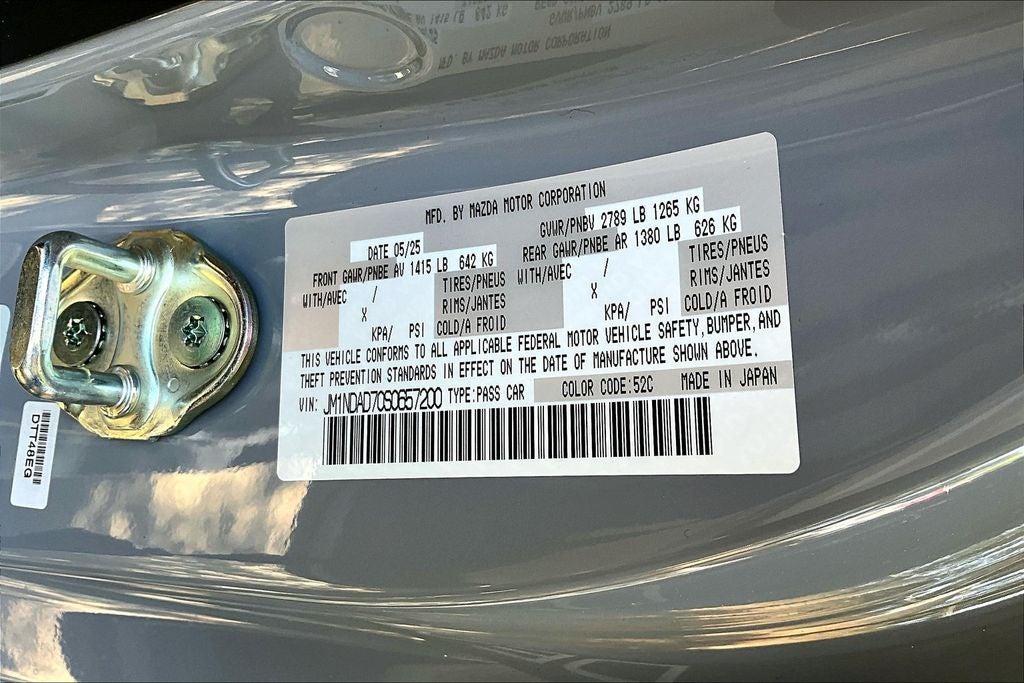 MFD. BY MAZDA MOTOR CORPORATION
DATE 05/25 GVWR/PNBV 2789 LB 1265 KG
FRONT GAWR/PNBE AV 1415 LB 642 KG REAR GAWR/PNBE AR 1380 LB 626 KG
WITH/AVEC / TIRES/PNEUS WITH/AVEC / TIRES/PNEUS
X RIMS/JANTES X RIMS/JANTES
KPA/ PSI COLD/A FROID KPA/ PSI COLD/A FROID
THIS VEHICLE CONFORMS TO ALL APPLICABLE FEDERAL MOTOR VEHICLE SAFETY, BUMPER, AND
THEFT PREVENTION STANDARDS IN EFFECT ON THE DATE OF MANUFACTURE SHOWN ABOVE.
VIN: JM1NDAD70S0657200 TYPE:PASS CAR COLOR CODE:52C MADE IN JAPAN
DTT48EG